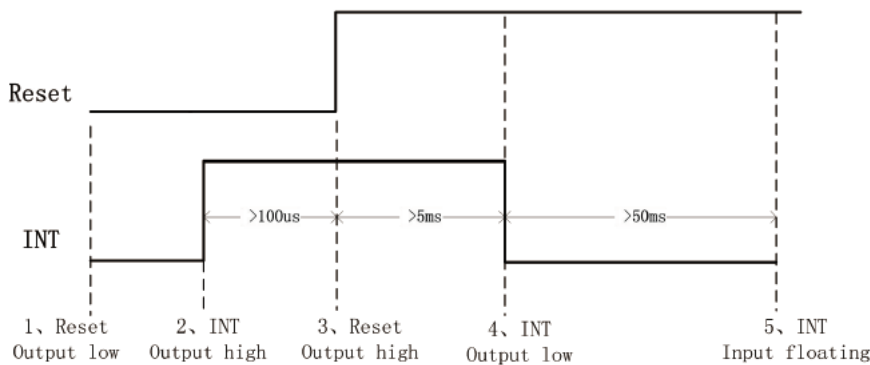 Reset
>100us
>5ms
>50ms
INT
1、Reset
Output low
2、INT
Output high
3、Reset
Output high
4、INT
Output low
5、INT
Input floating